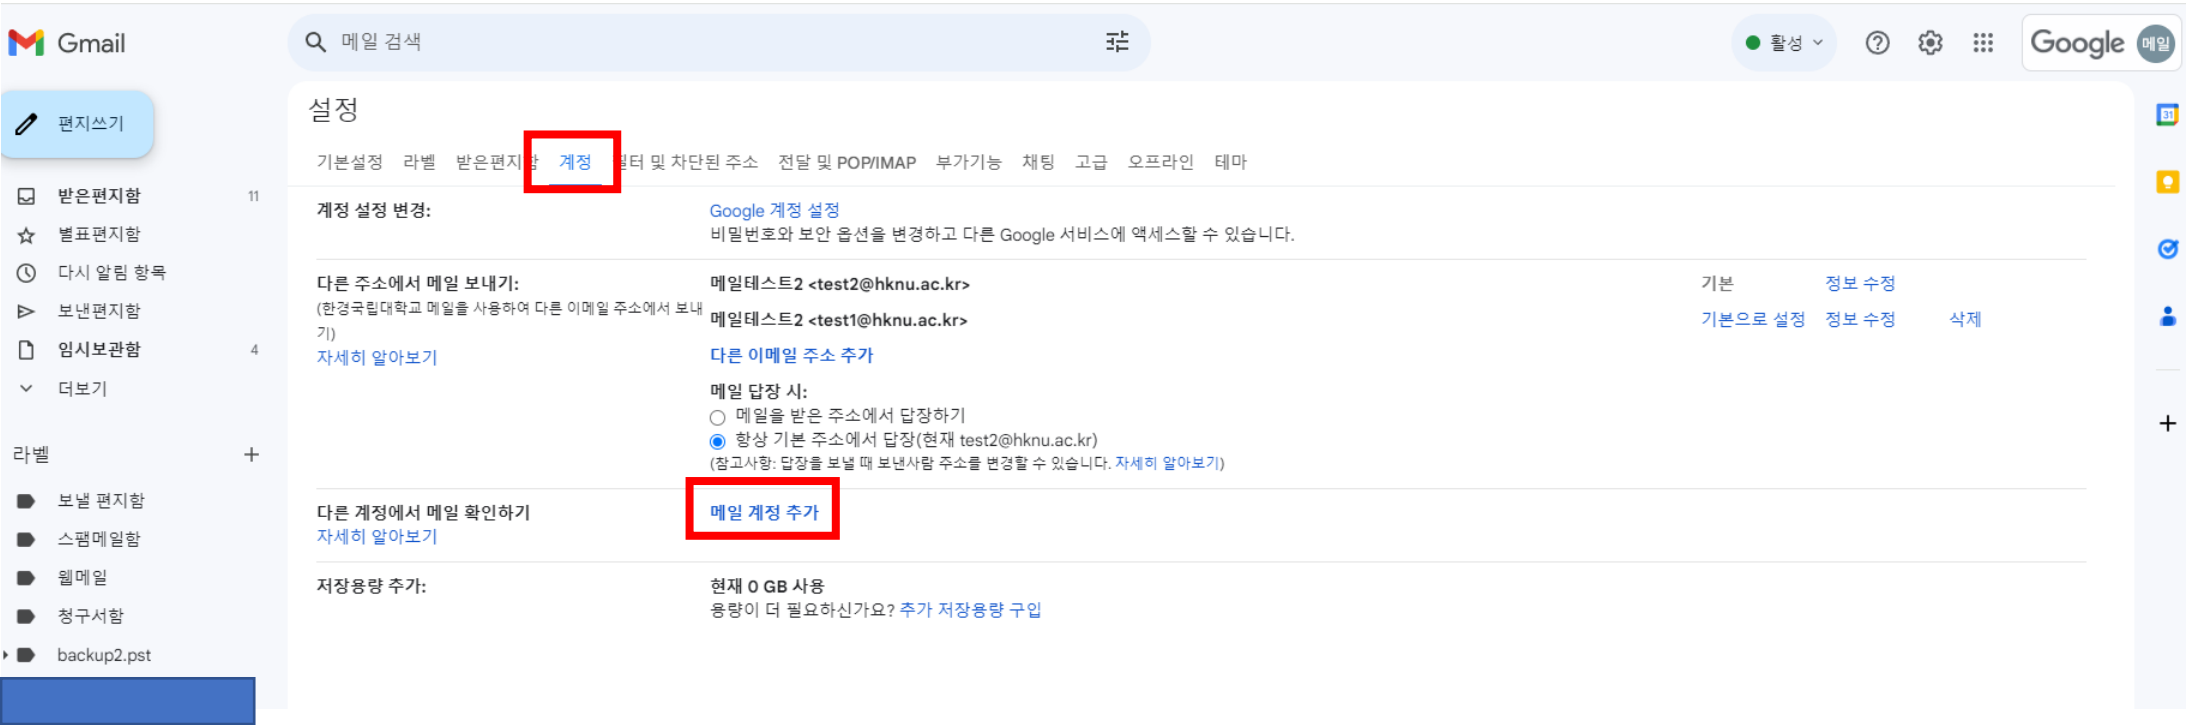 Gmail
메일 검색
활성
Google 메일
편지쓰기
받은편지함 11
별표편지함
다시 알림 항목
보낸편지함
임시보관함 4
더보기
라벨
보낼 편지함
스팸메일함
웹메일
청구서함
backup2.pst
설정
기본설정 라벨 받은편지함 계정 필터 및 차단된 주소 전달 및 POP/IMAP 부가기능 채팅 고급 오프라인 테마
계정 설정 변경:
Google 계정 설정
비밀번호와 보안 옵션을 변경하고 다른 Google 서비스에 액세스할 수 있습니다.
다른 주소에서 메일 보내기:
(한경국립대학교 메일을 사용하여 다른 이메일 주소에서 보내
기)
자세히 알아보기
메일테스트2 <test2@hknu.ac.kr> 기본 정보 수정
메일테스트2 <test1@hknu.ac.kr> 기본으로 설정 정보 수정 삭제
다른 이메일 주소 추가
메일 답장 시:
메일을 받은 주소에서 답장하기
항상 기본 주소에서 답장(현재 test2@hknu.ac.kr)
(참고사항: 답장을 보낼 때 보낸사람 주소를 변경할 수 있습니다. 자세히 알아보기)
다른 계정에서 메일 확인하기
자세히 알아보기
메일 계정 추가
저장용량 추가:
현재 0 GB 사용
용량이 더 필요하신가요? 추가 저장용량 구입
31